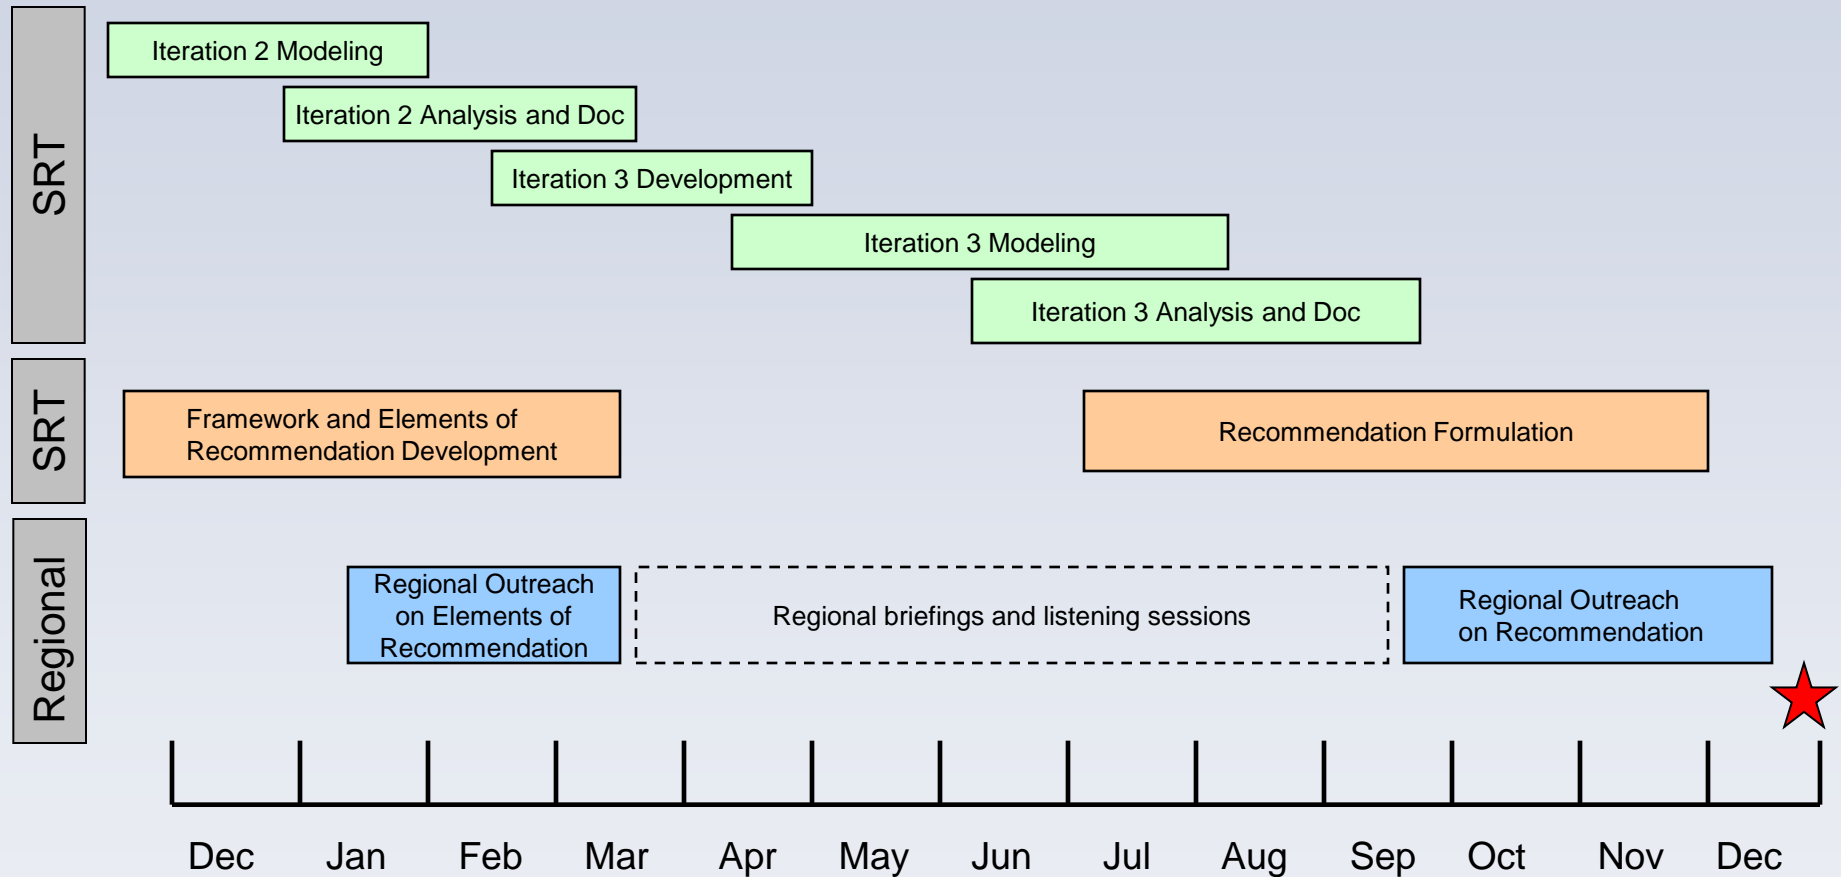 SRT
Iteration 2 Modeling
Iteration 2 Analysis and Doc
Iteration 3 Development
Iteration 3 Modeling
Iteration 3 Analysis and Doc
SRT
Framework and Elements of
Recommendation Development
Recommendation Formulation
Regional
Regional Outreach
on Elements of
Recommendation
Regional briefings and listening sessions
Regional Outreach
on Recommendation
Dec Jan Feb Mar Apr May Jun Jul Aug Sep Oct Nov Dec